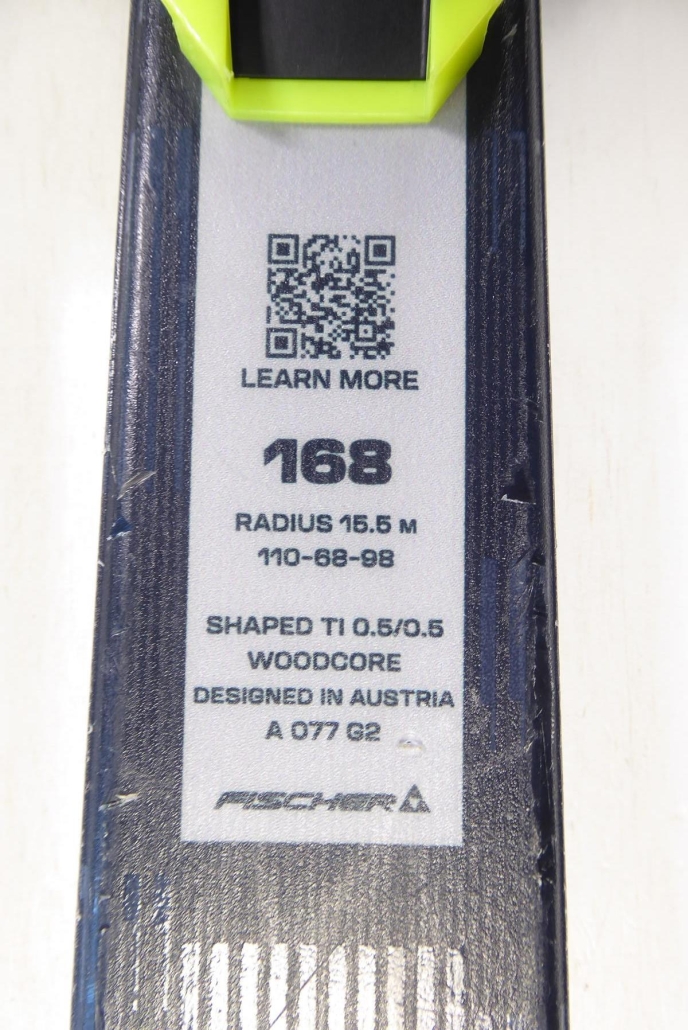 LEARN MORE
168
RADIUS 15.5 M
110-68-98
SHAPED TI 0.5/0.5
WOODCORE
DESIGNED IN AUSTRIA
A 077 G2
FISCHER